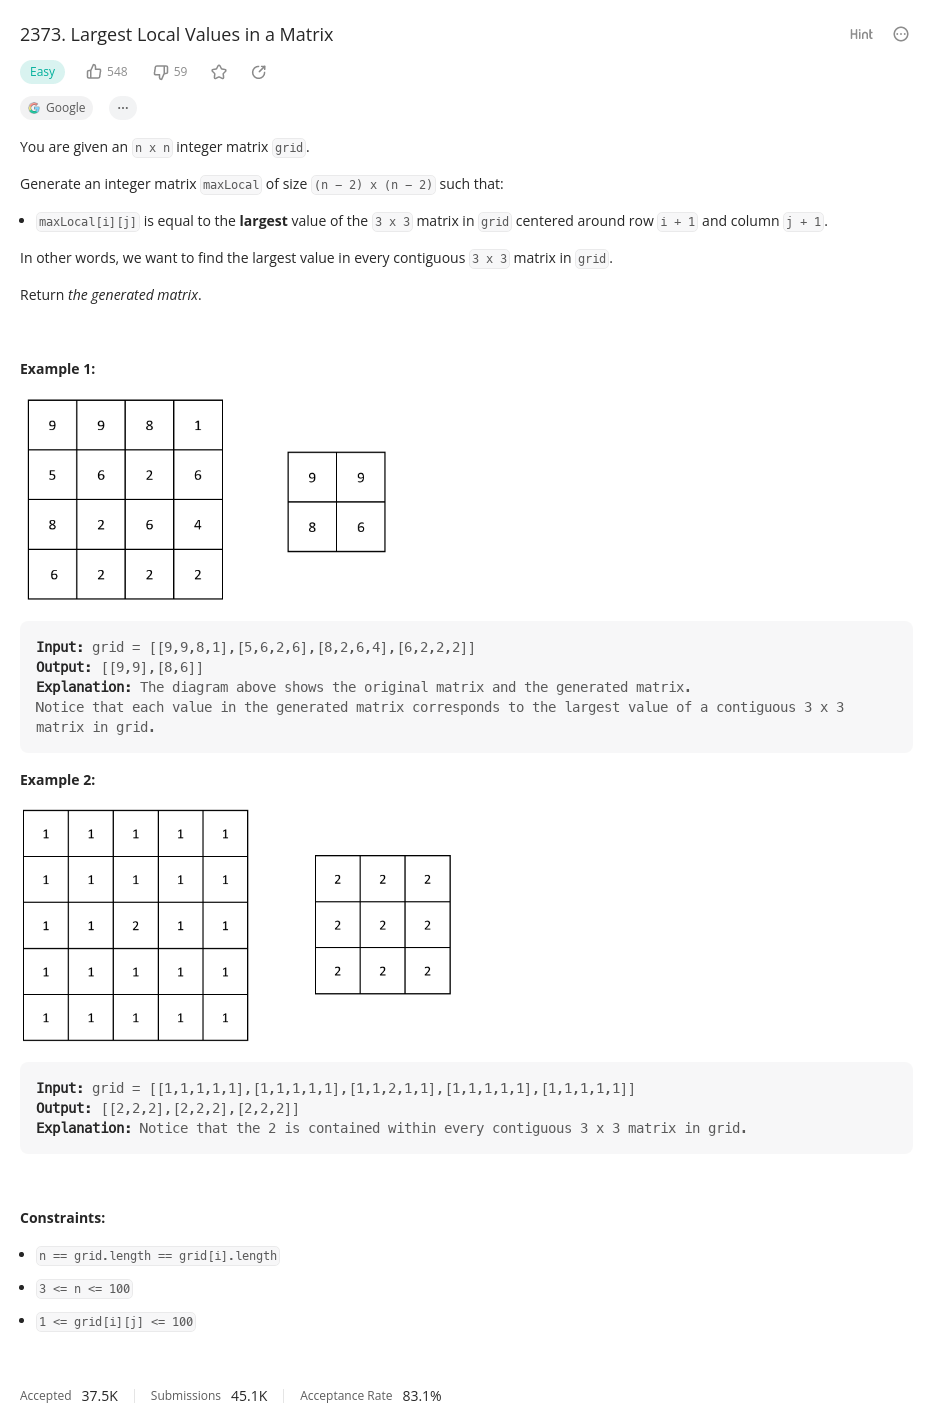 2373. Largest Local Values in a Matrix
Hint
Easy 548 59
Google ...
You are given an n x n integer matrix grid.
Generate an integer matrix maxLocal of size (n − 2) x (n − 2) such that:
• maxLocal[i][j] is equal to the largest value of the 3 x 3 matrix in grid centered around row i + 1 and column j + 1.
In other words, we want to find the largest value in every contiguous 3 x 3 matrix in grid.
Return the generated matrix.
Example 1:
9 9 8 1
5 6 2 6
8 2 6 4
6 2 2 2
9 9
8 6
Input: grid = [[9,9,8,1],[5,6,2,6],[8,2,6,4],[6,2,2,2]]
Output: [[9,9],[8,6]]
Explanation: The diagram above shows the original matrix and the generated matrix.
Notice that each value in the generated matrix corresponds to the largest value of a contiguous 3 x 3
matrix in grid.
Example 2:
1 1 1 1 1
1 1 1 1 1
1 1 2 1 1
1 1 1 1 1
1 1 1 1 1
2 2 2
2 2 2
2 2 2
Input: grid = [[1,1,1,1,1],[1,1,1,1,1],[1,1,2,1,1],[1,1,1,1,1],[1,1,1,1,1]]
Output: [[2,2,2],[2,2,2],[2,2,2]]
Explanation: Notice that the 2 is contained within every contiguous 3 x 3 matrix in grid.
Constraints:
• n == grid.length == grid[i].length
• 3 <= n <= 100
• 1 <= grid[i][j] <= 100
Accepted 37.5K Submissions 45.1K Acceptance Rate 83.1%